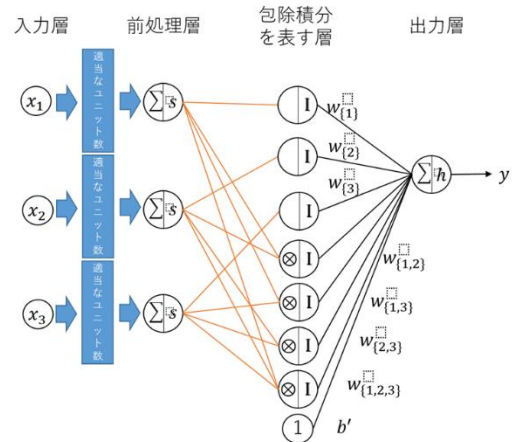 入力層 前処理層 包除積分を表す層 出力層
x₁ 適当なユニット数 ∑ s I w{1}
I w{2}
x₂ 適当なユニット数 ∑ s I w{3} ∑ h y
⊗ I w{1,2}
x₃ 適当なユニット数 ∑ s ⊗ I w{1,3}
⊗ I w{2,3}
⊗ I w{1,2,3}
1 b′